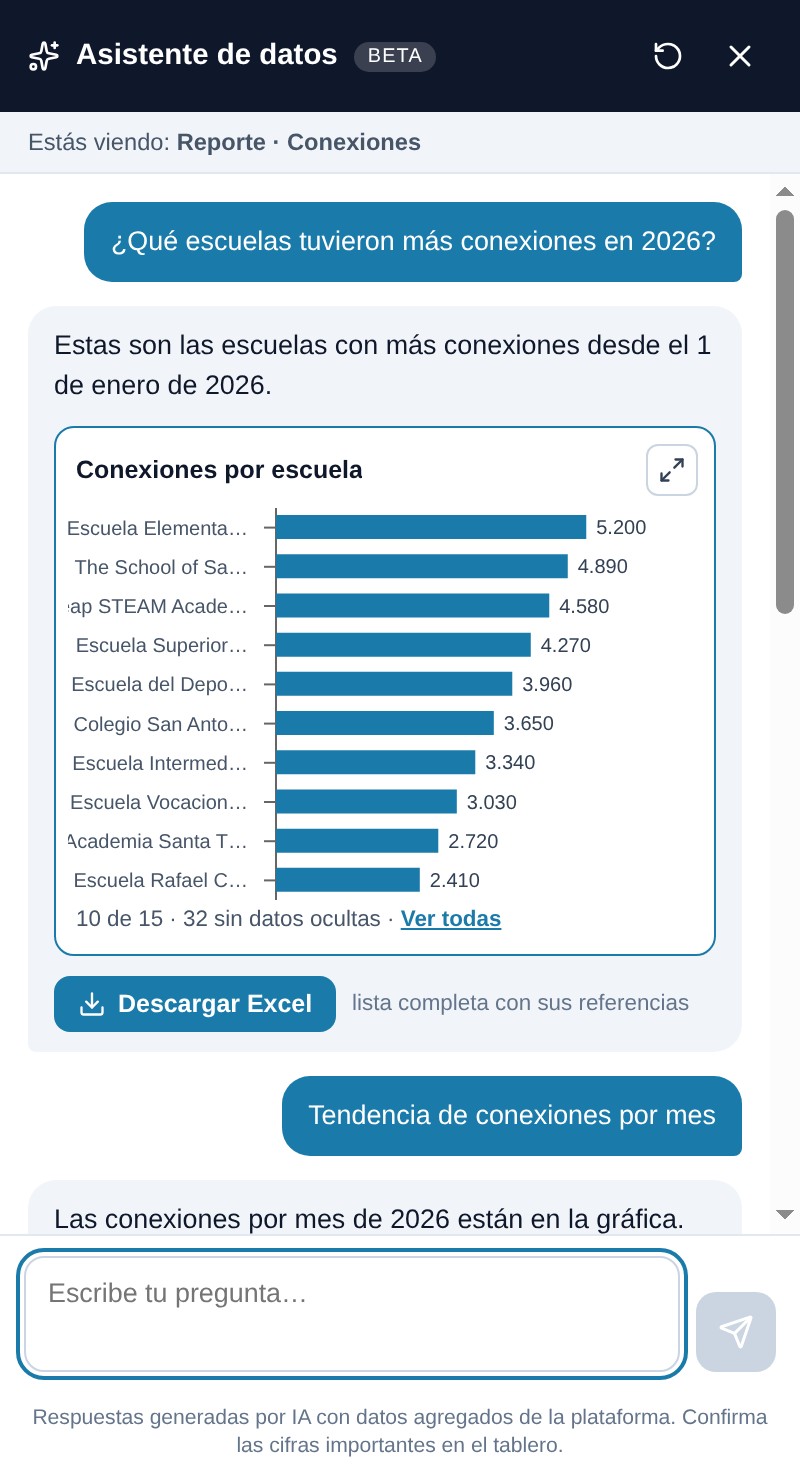 Asistente de datos BETA
Estás viendo: Reporte · Conexiones
¿Qué escuelas tuvieron más conexiones en 2026?
Estas son las escuelas con más conexiones desde el 1
de enero de 2026.
Conexiones por escuela
Escuela Elementa… 5.200
The School of Sa… 4.890
eap STEAM Acade… 4.580
Escuela Superior… 4.270
Escuela del Depo… 3.960
Colegio San Anto… 3.650
Escuela Intermed… 3.340
Escuela Vocacion… 3.030
Academia Santa T… 2.720
Escuela Rafael C… 2.410
10 de 15 · 32 sin datos ocultas · Ver todas
Descargar Excel lista completa con sus referencias
Tendencia de conexiones por mes
Las conexiones por mes de 2026 están en la gráfica.
Escribe tu pregunta…
Respuestas generadas por IA con datos agregados de la plataforma. Confirma
las cifras importantes en el tablero.